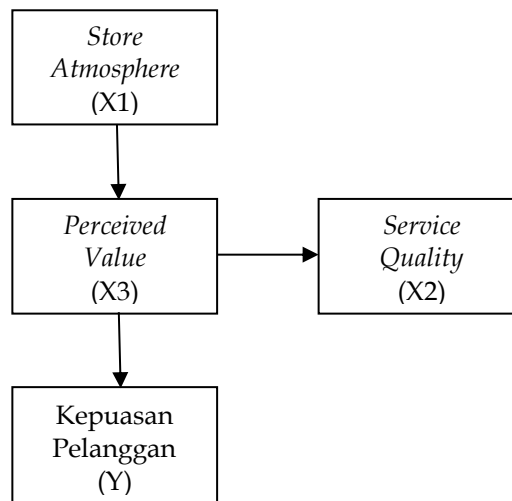 Store
Atmosphere
(X1)
Perceived
Value
(X3)
Service
Quality
(X2)
Kepuasan
Pelanggan
(Y)